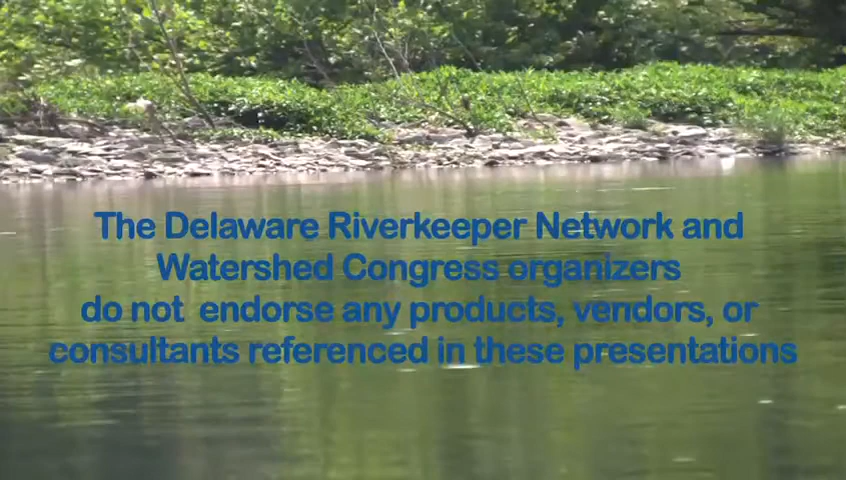 The Delaware Riverkeeper Network and
Watershed Congress organizers
do not endorse any products, vendors, or
consultants referenced in these presentations